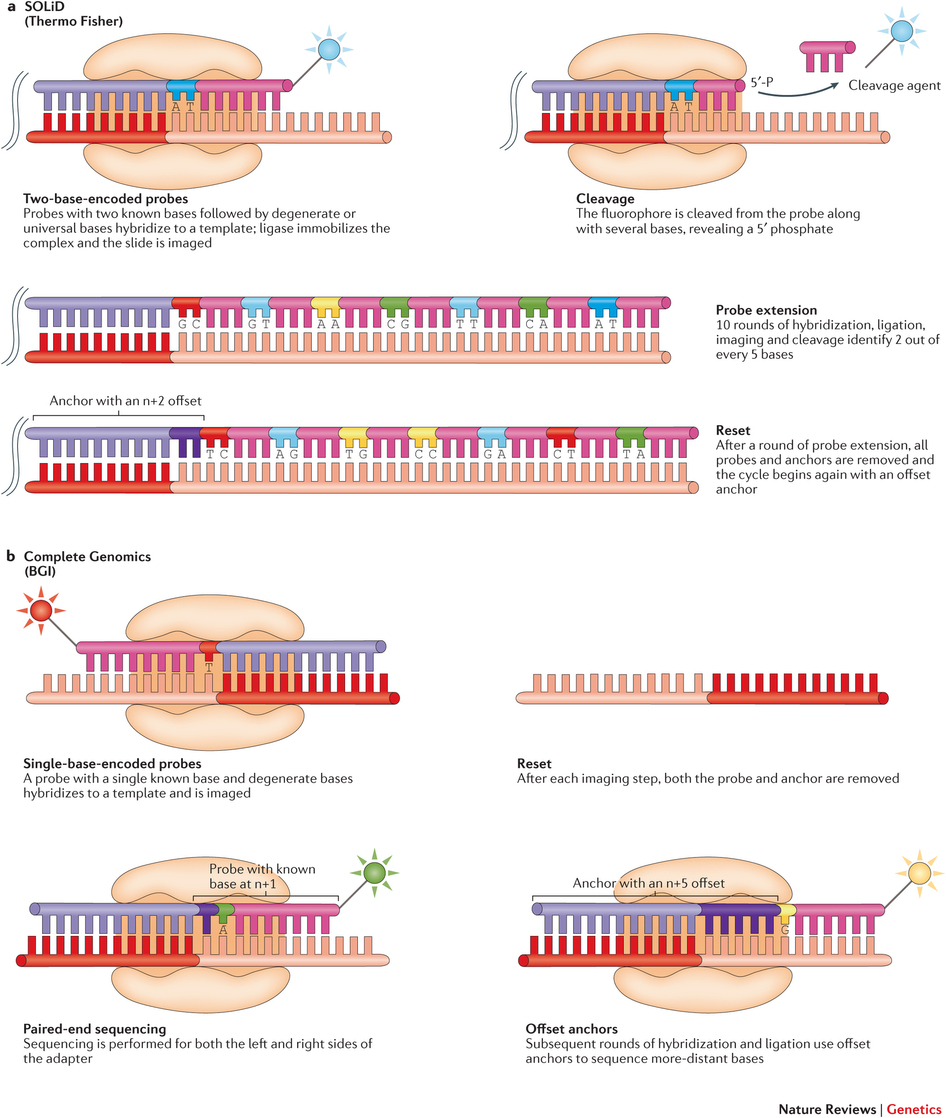 a SOLiD
(Thermo Fisher)
A T
5′-P
Cleavage agent
A T
Two-base-encoded probes
Probes with two known bases followed by degenerate or
universal bases hybridize to a template; ligase immobilizes the
complex and the slide is imaged
Cleavage
The fluorophore is cleaved from the probe along
with several bases, revealing a 5′ phosphate
G C G T A A C G T T C A A T
Probe extension
10 rounds of hybridization, ligation,
imaging and cleavage identify 2 out of
every 5 bases
Anchor with an n+2 offset
T C A G T G C C G A C T T A
Reset
After a round of probe extension, all
probes and anchors are removed and
the cycle begins again with an offset
anchor
b Complete Genomics
(BGI)
T
Single-base-encoded probes
A probe with a single known base and degenerate bases
hybridizes to a template and is imaged
Reset
After each imaging step, both the probe and anchor are removed
Probe with known
base at n+1
A
Anchor with an n+5 offset
G
Paired-end sequencing
Sequencing is performed for both the left and right sides of
the adapter
Offset anchors
Subsequent rounds of hybridization and ligation use offset
anchors to sequence more-distant bases
Nature Reviews | Genetics